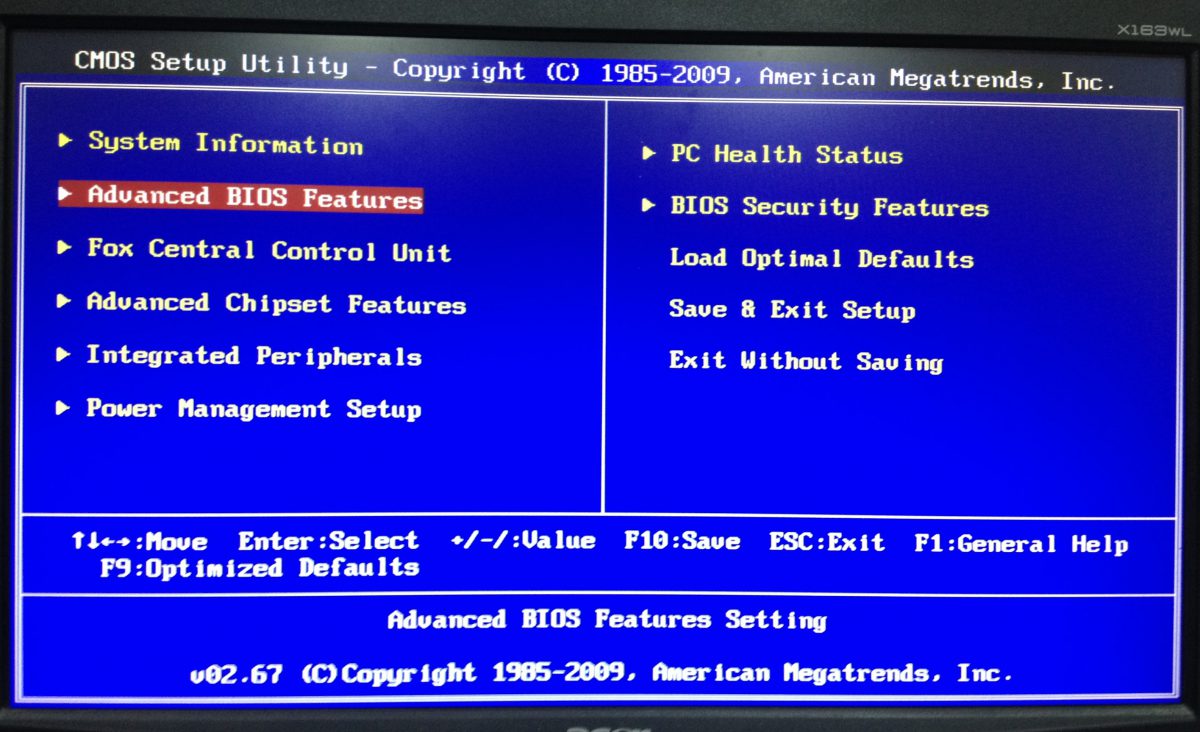 X163WL
CMOS Setup Utility - Copyright (C) 1985-2009, American Megatrends, Inc.
▶ System Information
▶ Advanced BIOS Features
▶ Fox Central Control Unit
▶ Advanced Chipset Features
▶ Integrated Peripherals
▶ Power Management Setup
▶ PC Health Status
▶ BIOS Security Features
Load Optimal Defaults
Save & Exit Setup
Exit Without Saving
↑↓←→:Move Enter:Select +/-/:Value F10:Save ESC:Exit F1:General Help
F9:Optimized Defaults
Advanced BIOS Features Setting
v02.67 (C)Copyright 1985-2009, American Megatrends, Inc.